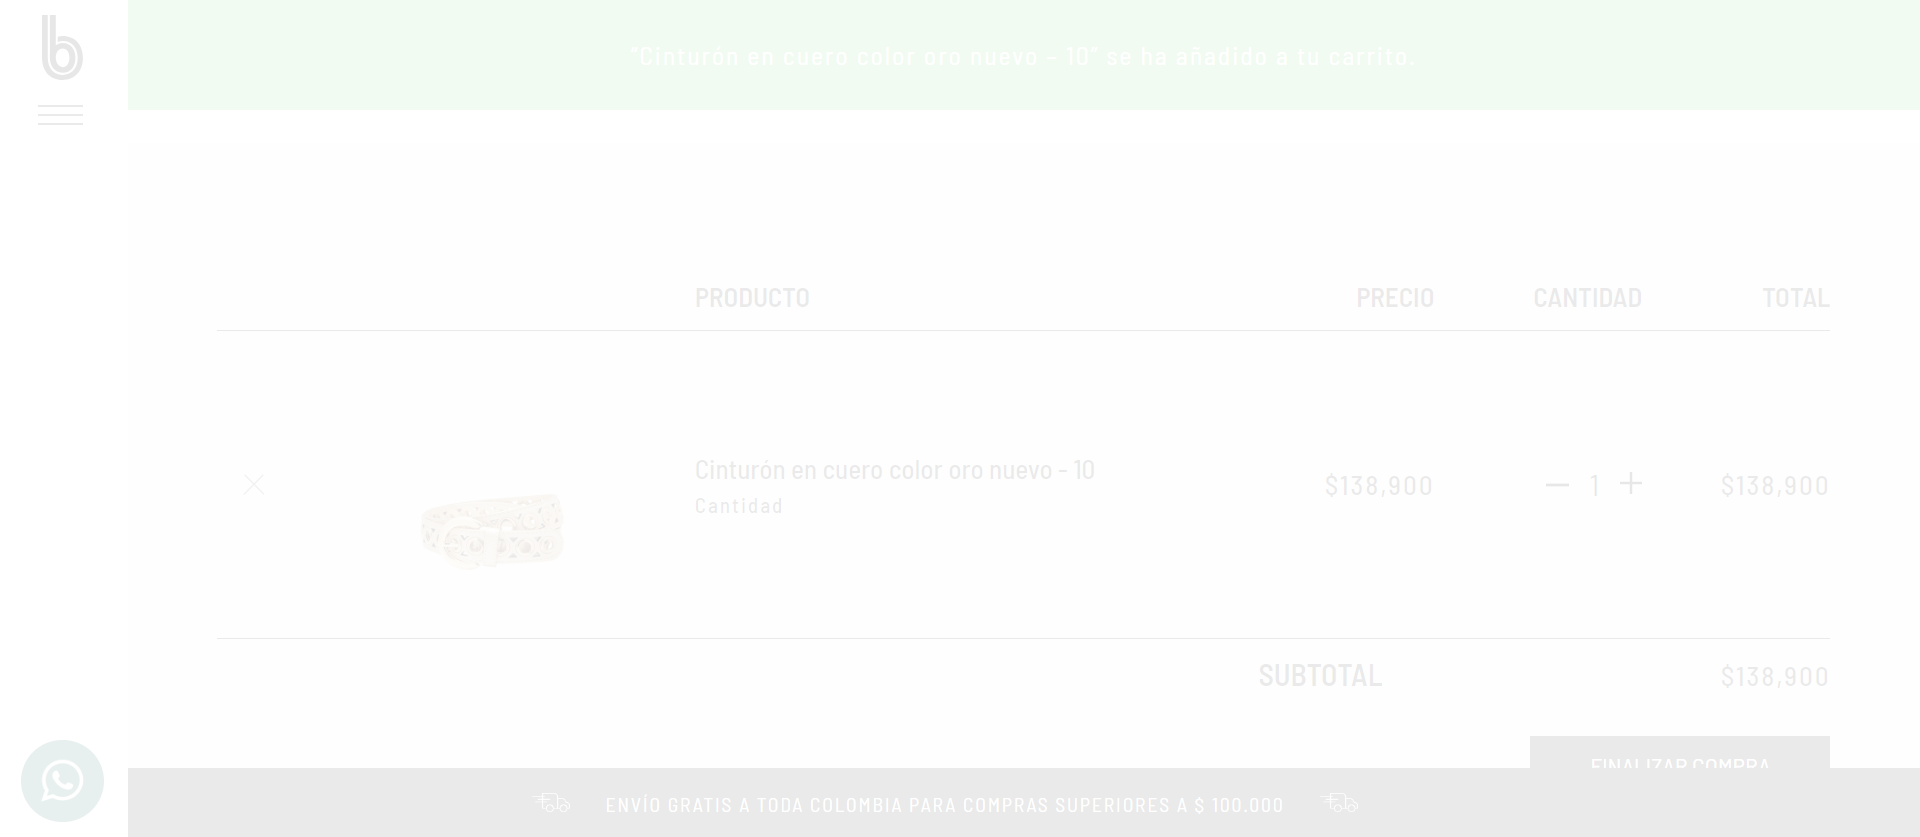 b
"Cinturón en cuero color oro nuevo - 10" se ha añadido a tu carrito.
PRODUCTO PRECIO CANTIDAD TOTAL
Cinturón en cuero color oro nuevo - 10 $138,900 1 $138,900
Cantidad
SUBTOTAL $138,900
FINALIZAR COMPRA
ENVÍO GRATIS A TODA COLOMBIA PARA COMPRAS SUPERIORES A $ 100.000